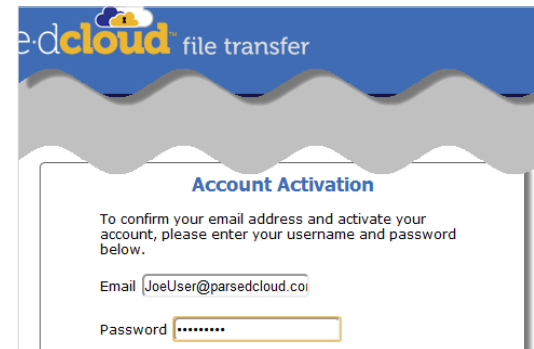 e·dcloud™ file transfer
Account Activation
To confirm your email address and activate your
account, please enter your username and password
below.
Email JoeUser@parsedcloud.co
Password •••••••••